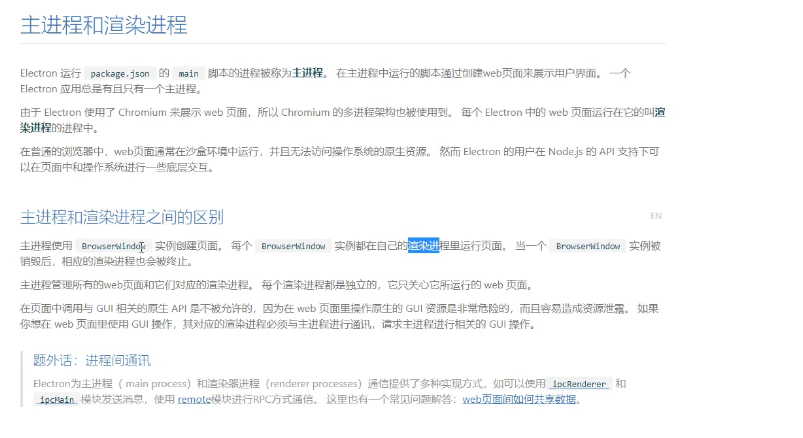 主进程和渲染进程
Electron 运行 package.json 的 main 脚本的进程被称为主进程。 在主进程中运行的脚本通过创建web页面来展示用户界面。 一个
Electron 应用总是有且只有一个主进程。
由于 Electron 使用了 Chromium 来展示 web 页面，所以 Chromium 的多进程架构也被使用到。 每个 Electron 中的 web 页面运行在它的叫渲
染进程的进程中。
在普通的浏览器中，web页面通常在沙盒环境中运行，并且无法访问操作系统的原生资源。 然而 Electron 的用户在 Node.js 的 API 支持下可
以在页面中和操作系统进行一些底层交互。
主进程和渲染进程之间的区别
EN
主进程使用 BrowserWindow 实例创建页面。 每个 BrowserWindow 实例都在自己的渲染进程里运行页面。 当一个 BrowserWindow 实例被
销毁后，相应的渲染进程也会被终止。
主进程管理所有的web页面和它们对应的渲染进程。 每个渲染进程都是独立的，它只关心它所运行的 web 页面。
在页面中调用与 GUI 相关的原生 API 是不被允许的，因为在 web 页面里操作原生的 GUI 资源是非常危险的，而且容易造成资源泄露。 如果
你想在 web 页面里使用 GUI 操作，其对应的渲染进程必须与主进程进行通讯，请求主进程进行相关的 GUI 操作。
题外话：进程间通讯
Electron为主进程（ main process）和渲染器进程（renderer processes）通信提供了多种实现方式，如可以使用 ipcRenderer 和
ipcMain 模块发送消息，使用 remote模块进行RPC方式通信。 这里也有一个常见问题解答：web页面间如何共享数据。